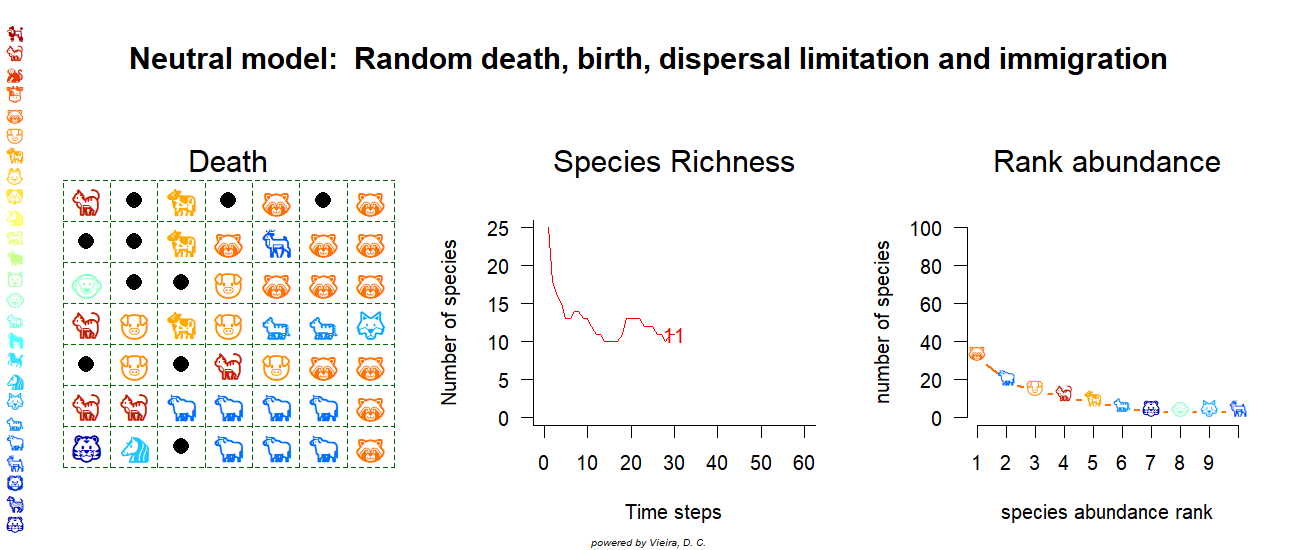 Neutral model:  Random death, birth, dispersal limitation and immigration
Death
Species Richness
Rank abundance
Number of species
25
20
15
10
5
0
11
0 10 20 30 40 50 60
Time steps
number of species
100
80
60
40
20
0
1 2 3 4 5 6 7 8 9
species abundance rank
powered by Vieira, D. C.